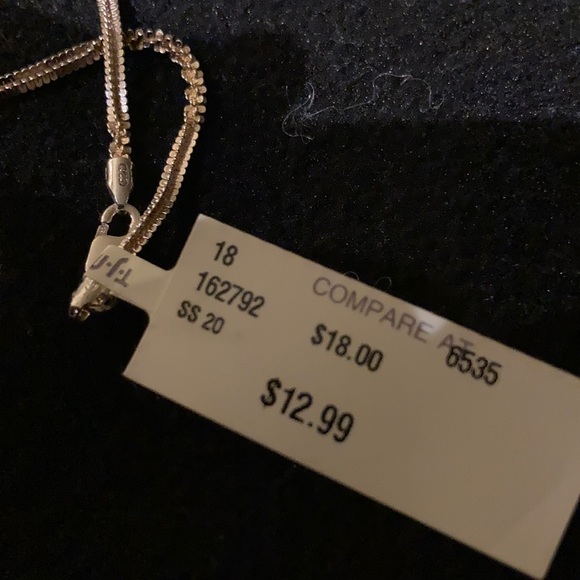 T·J·
18
162792
SS 20
COMPARE AT
$18.00
6535
$12.99